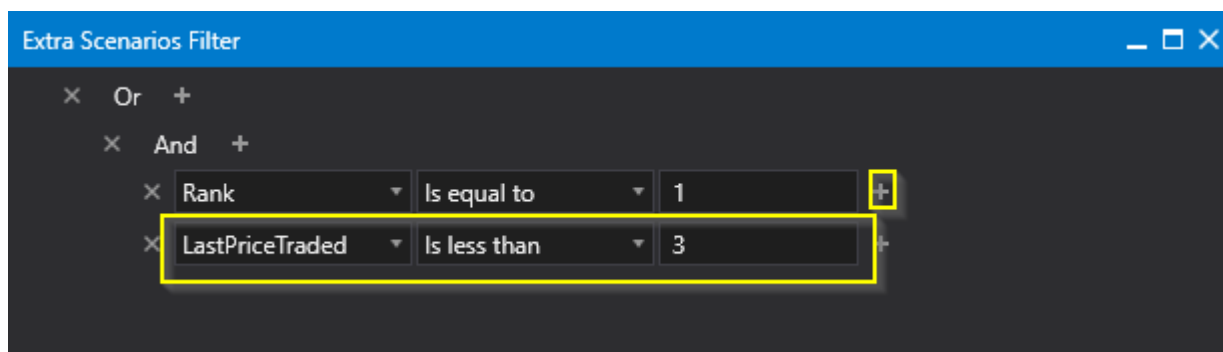 Extra Scenarios Filter
Or +
And +
Rank Is equal to 1 +
LastPriceTraded Is less than 3 +